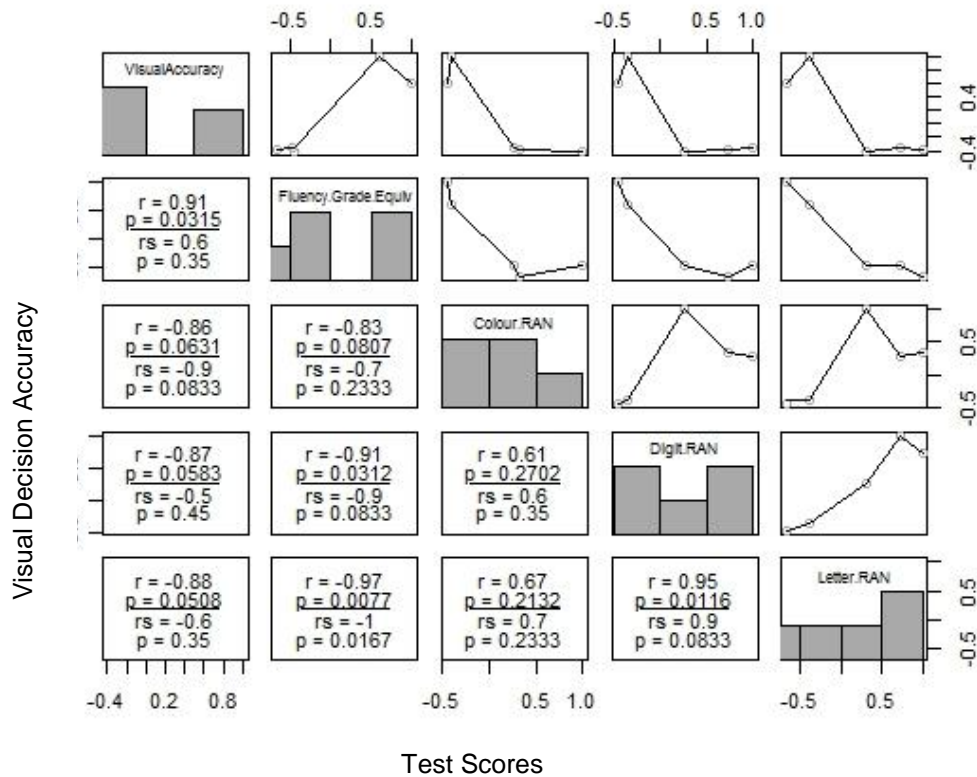 -0.5 0.5 -0.5 0.5 1.0
VisualAccuracy
-0.4 0.4
r = 0.91
p = 0.0315
rs = 0.6
p = 0.35
Fluency.Grade.Equiv
r = -0.86
p = 0.0631
rs = -0.9
p = 0.0833
r = -0.83
p = 0.0807
rs = -0.7
p = 0.2333
Colour.RAN
-0.5 0.5
r = -0.87
p = 0.0583
rs = -0.5
p = 0.45
r = -0.91
p = 0.0312
rs = -0.9
p = 0.0833
r = 0.61
p = 0.2702
rs = 0.6
p = 0.35
Digit.RAN
r = -0.88
p = 0.0508
rs = -0.6
p = 0.35
r = -0.97
p = 0.0077
rs = -1
p = 0.0167
r = 0.67
p = 0.2132
rs = 0.7
p = 0.2333
r = 0.95
p = 0.0116
rs = 0.9
p = 0.0833
Letter.RAN
-0.5 0.5
-0.4 0.2 0.8 -0.5 0.5 1.0 -0.5 0.5
Visual Decision Accuracy
Test Scores